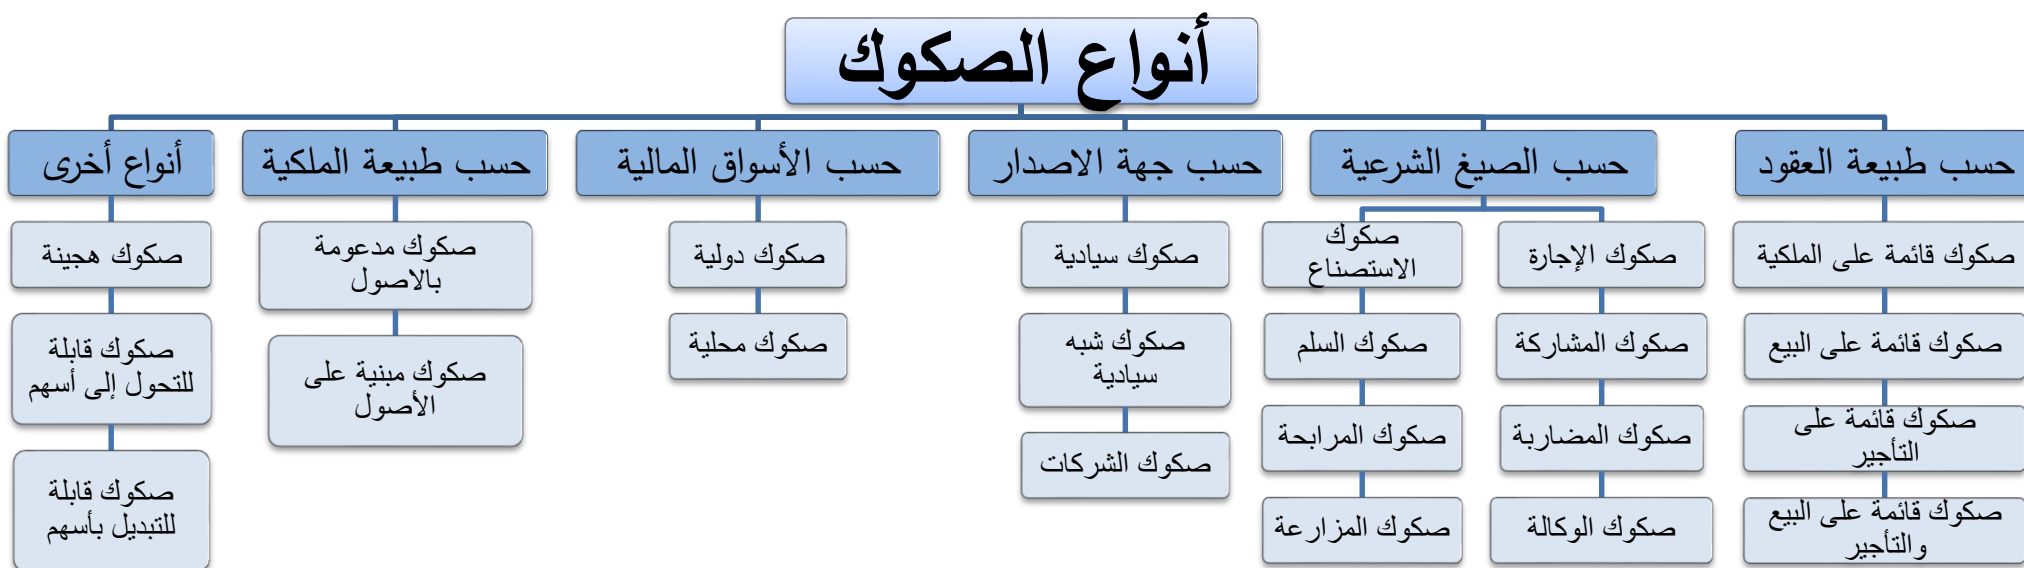 أنواع الصكوك
حسب طبيعة العقود
صكوك قائمة على الملكية
صكوك قائمة على البيع
صكوك قائمة على
التأجير
صكوك قائمة على البيع
والتأجير
حسب الصيغ الشرعية
صكوك الإجارة
صكوك المشاركة
صكوك المضاربة
صكوك الوكالة
صكوك
الاستصناع
صكوك السلم
صكوك المرابحة
صكوك المزارعة
حسب جهة الاصدار
صكوك سيادية
صكوك شبه
سيادية
صكوك الشركات
حسب الأسواق المالية
صكوك دولية
صكوك محلية
حسب طبيعة الملكية
صكوك مدعومة
بالاصول
صكوك مبنية على
الأصول
أنواع أخرى
صكوك هجينة
صكوك قابلة
للتحول إلى أسهم
صكوك قابلة
للتبديل بأسهم